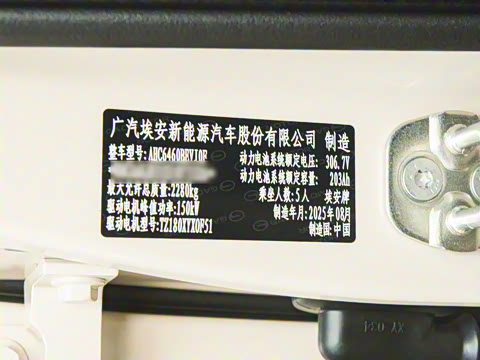 广汽埃安新能源汽车股份有限公司 制造
整车型号: AHC6460BEVJ0F 动力电池系统额定电压: 306.7V
动力电池系统额定容量: 203Ah
最大允许总质量: 2280kg 乘坐人数: 5人 埃安牌
驱动电机峰值功率: 150kW 制造年月: 2025年08月
驱动电机型号: TZ180XYX0P51 制造国: 中国
XY 034